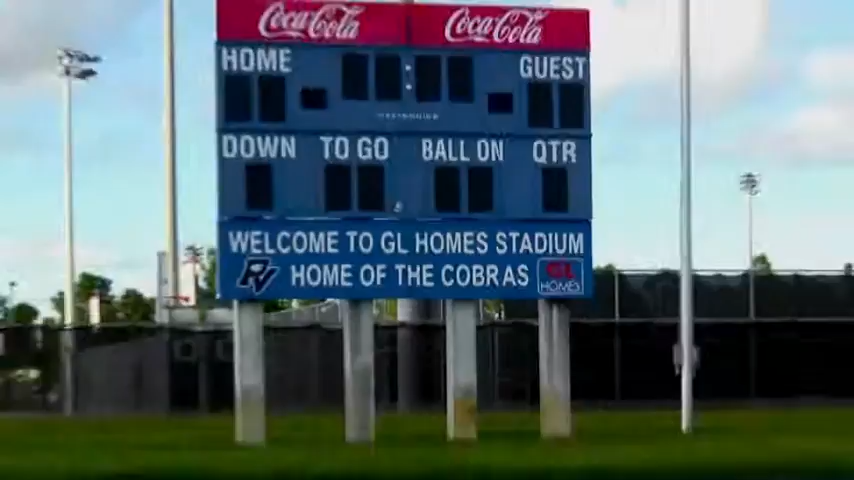 Coca-Cola Coca-Cola
HOME GUEST
DOWN TO GO BALL ON QTR
WELCOME TO GL HOMES STADIUM
PV HOME OF THE COBRAS GL HOMES